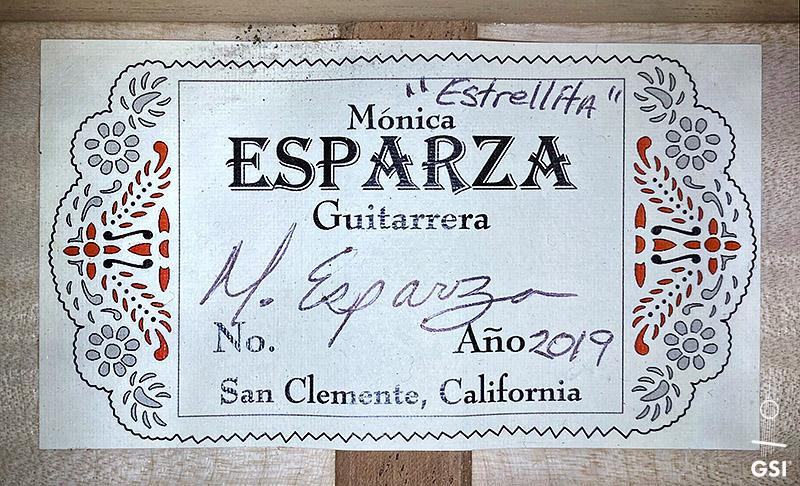 "Estrellita"
Mónica
ESPARZA
Guitarrera
M. Esparza
No. Año 2019
San Clemente, California
GSI